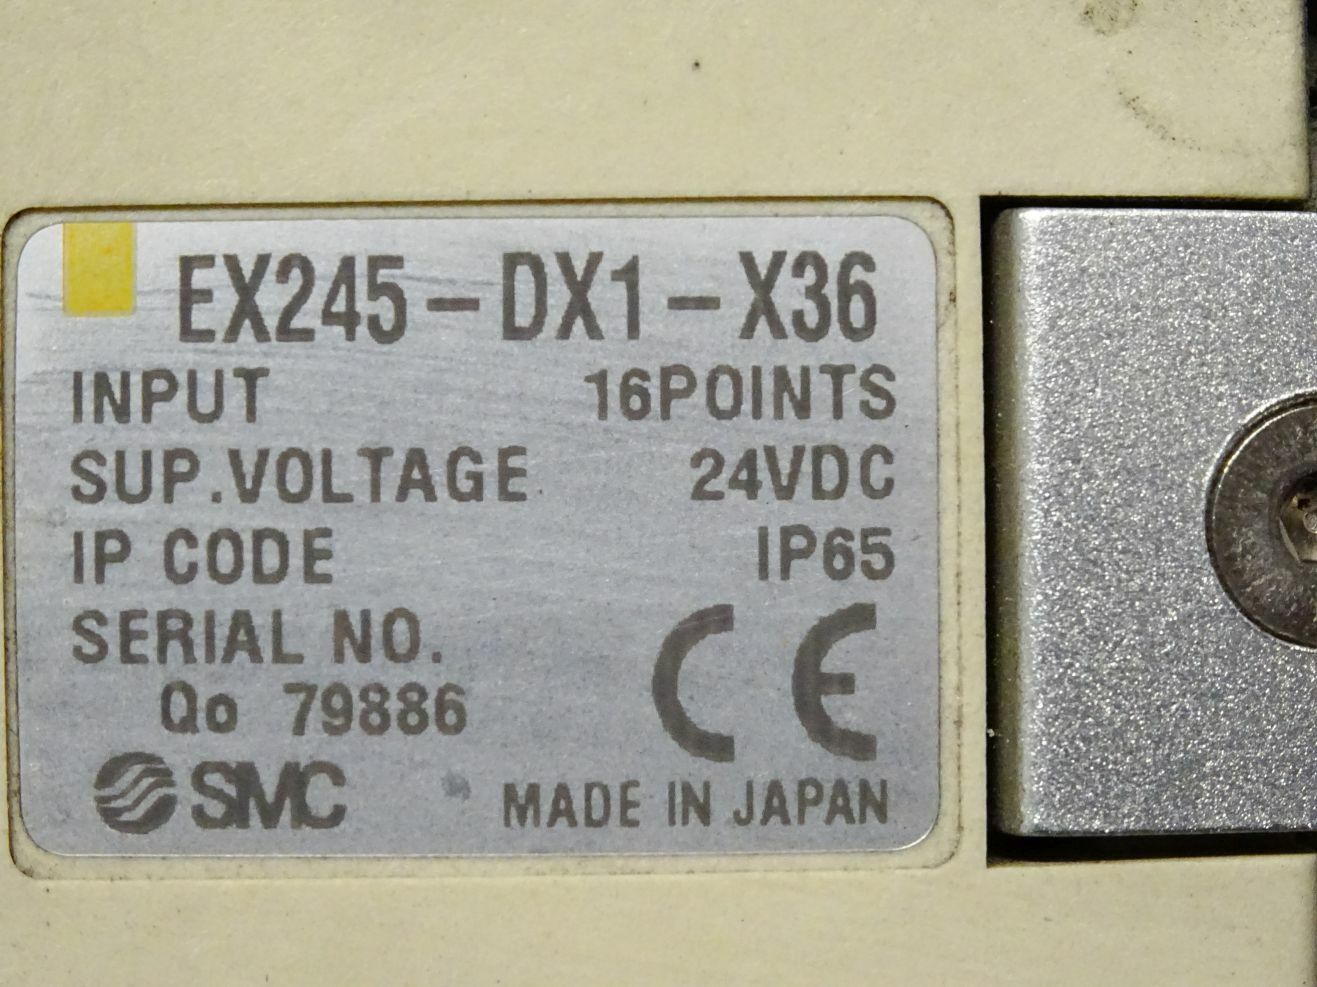 EX245-DX1-X36
INPUT 16POINTS
SUP.VOLTAGE 24VDC
IP CODE IP65
SERIAL NO.
Qo 79886
CE
SMC
MADE IN JAPAN